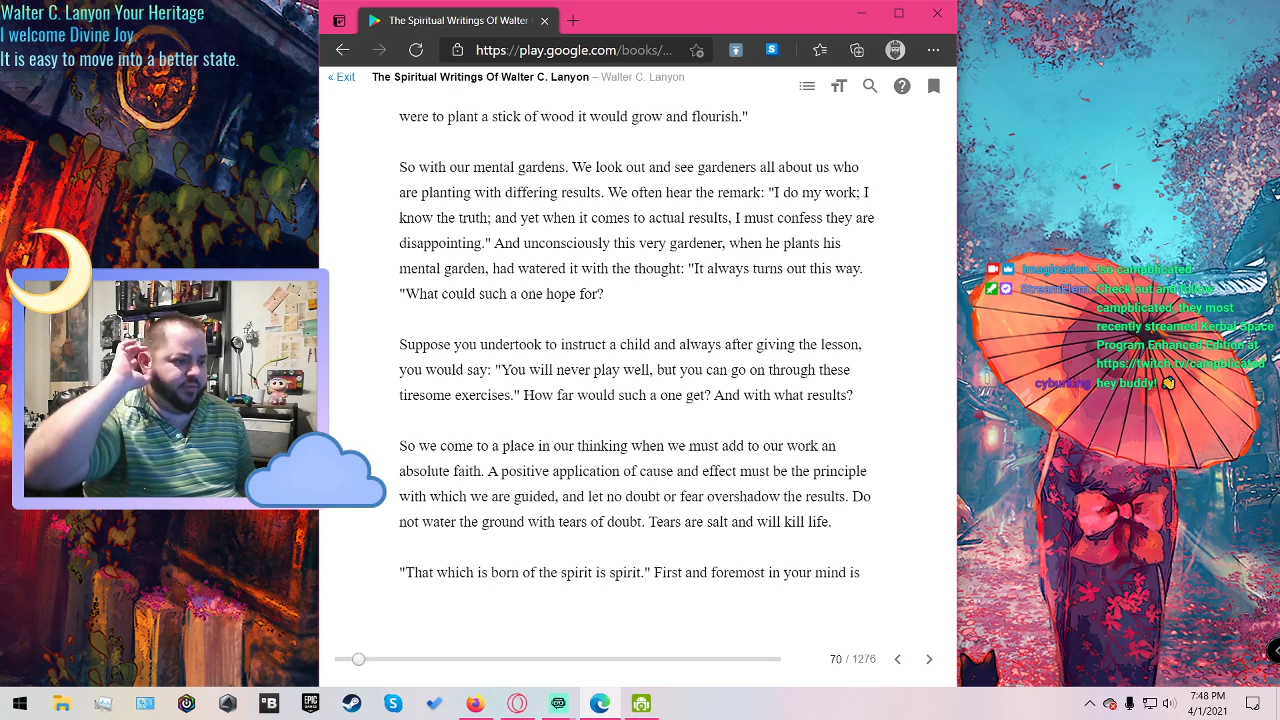 Walter C. Lanyon Your Heritage
I welcome Divine Joy.
It is easy to move into a better state.
The Spiritual Writings Of Walter
https://play.google.com/books/...
« Exit
The Spiritual Writings Of Walter C. Lanyon – Walter C. Lanyon
were to plant a stick of wood it would grow and flourish."
So with our mental gardens. We look out and see gardeners all about us who
are planting with differing results. We often hear the remark: "I do my work; I
know the truth; and yet when it comes to actual results, I must confess they are
disappointing." And unconsciously this very gardener, when he plants his
mental garden, had watered it with the thought: "It always turns out this way.
"What could such a one hope for?
Suppose you undertook to instruct a child and always after giving the lesson,
you would say: "You will never play well, but you can go on through these
tiresome exercises." How far would such a one get? And with what results?
So we come to a place in our thinking when we must add to our work an
absolute faith. A positive application of cause and effect must be the principle
with which we are guided, and let no doubt or fear overshadow the results. Do
not water the ground with tears of doubt. Tears are salt and will kill life.
"That which is born of the spirit is spirit." First and foremost in your mind is
70 / 1276
Imagination... !so campblicated
StreamElem... Check out and follow
campblicated, they most
recently streamed Kerbal Space
Program Enhanced Edition at
https://twitch.tv/campblicated
cyburking hey buddy!
EPIC
GAMES
7:48 PM
4/1/2021